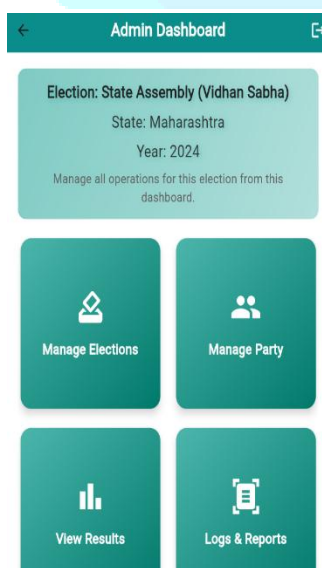 Admin Dashboard
Election: State Assembly (Vidhan Sabha)
State: Maharashtra
Year: 2024
Manage all operations for this election from this
dashboard.
Manage Elections
Manage Party
View Results
Logs & Reports